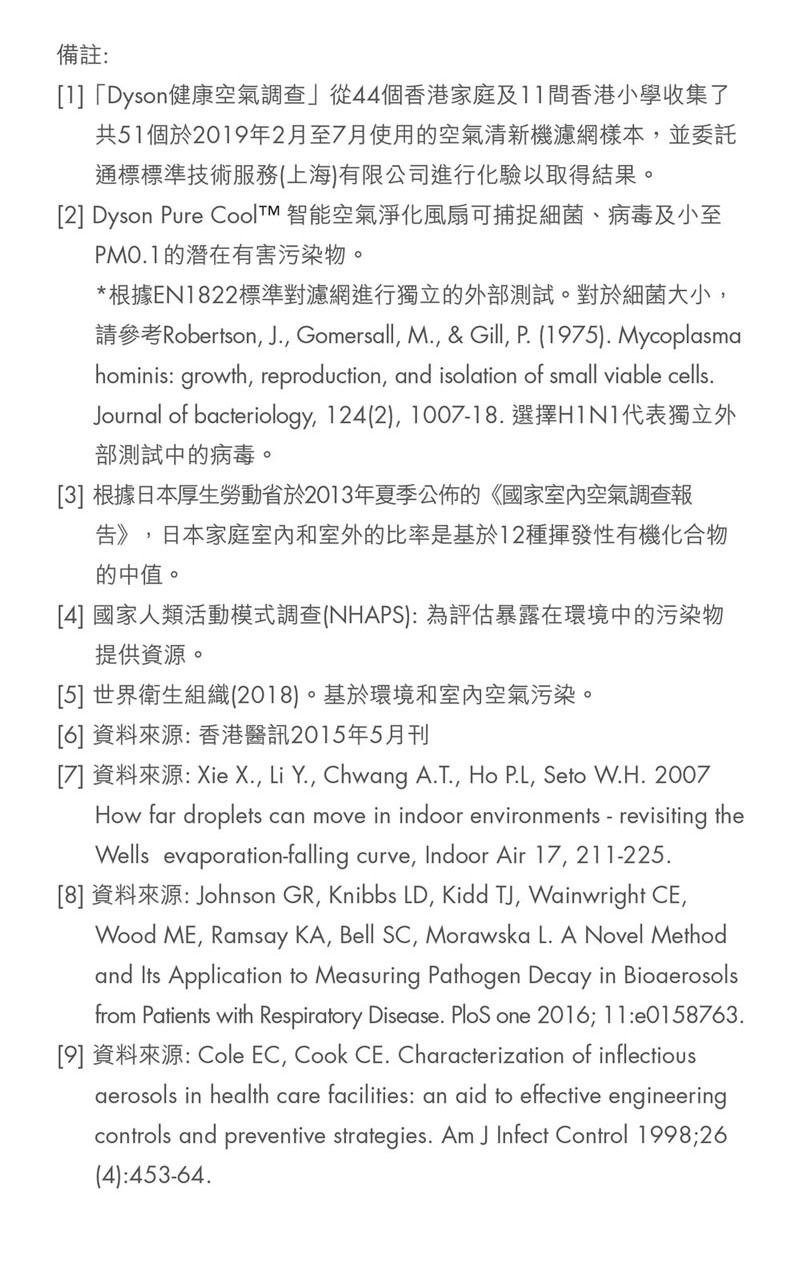 備註:
[1]「Dyson健康空氣調查」從44個香港家庭及11間香港小學收集了
共51個於2019年2月至7月使用的空氣清新機濾網樣本，並委託
通標標準技術服務(上海)有限公司進行化驗以取得結果。
[2] Dyson Pure Cool™ 智能空氣淨化風扇可捕捉細菌、病毒及小至
PM0.1的潛在有害污染物。
*根據EN1822標準對濾網進行獨立的外部測試。對於細菌大小，
請參考Robertson, J., Gomersall, M., & Gill, P. (1975). Mycoplasma
hominis: growth, reproduction, and isolation of small viable cells.
Journal of bacteriology, 124(2), 1007-18. 選擇H1N1代表獨立外
部測試中的病毒。
[3] 根據日本厚生勞動省於2013年夏季公佈的《國家室內空氣調查報
告》，日本家庭室內和室外的比率是基於12種揮發性有機化合物
的中值。
[4] 國家人類活動模式調查(NHAPS): 為評估暴露在環境中的污染物
提供資源。
[5] 世界衛生組織(2018)。基於環境和室內空氣污染。
[6] 資料來源: 香港醫訊2015年5月刊
[7] 資料來源: Xie X., Li Y., Chwang A.T., Ho P.L, Seto W.H. 2007
How far droplets can move in indoor environments - revisiting the
Wells  evaporation-falling curve, Indoor Air 17, 211-225.
[8] 資料來源: Johnson GR, Knibbs LD, Kidd TJ, Wainwright CE,
Wood ME, Ramsay KA, Bell SC, Morawska L. A Novel Method
and Its Application to Measuring Pathogen Decay in Bioaerosols
from Patients with Respiratory Disease. PloS one 2016; 11:e0158763.
[9] 資料來源: Cole EC, Cook CE. Characterization of inflectious
aerosols in health care facilities: an aid to effective engineering
controls and preventive strategies. Am J Infect Control 1998;26
(4):453-64.